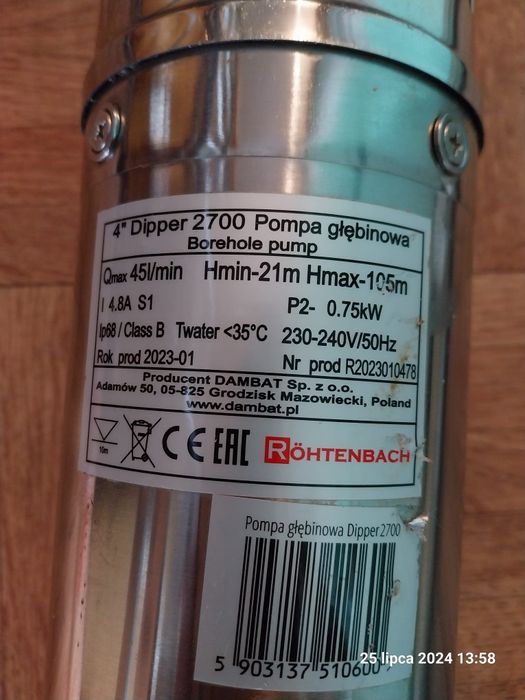 4" Dipper 2700 Pompa głębinowa
Borehole pump
Qmax 45l/min Hmin-21m Hmax-105m
I 4.8A S1 P2- 0.75kW
Ip68 / Class B Twater <35°C 230-240V/50Hz
Rok prod 2023-01 Nr prod R2023010478
Producent DAMBAT Sp. z o.o.
Adamów 50, 05-825 Grodzisk Mazowiecki, Poland
www.dambat.pl
10m CE EAC RÖHTENBACH
Pompa głębinowa Dipper 2700
5 903137 510600
25 lipca 2024 13:58